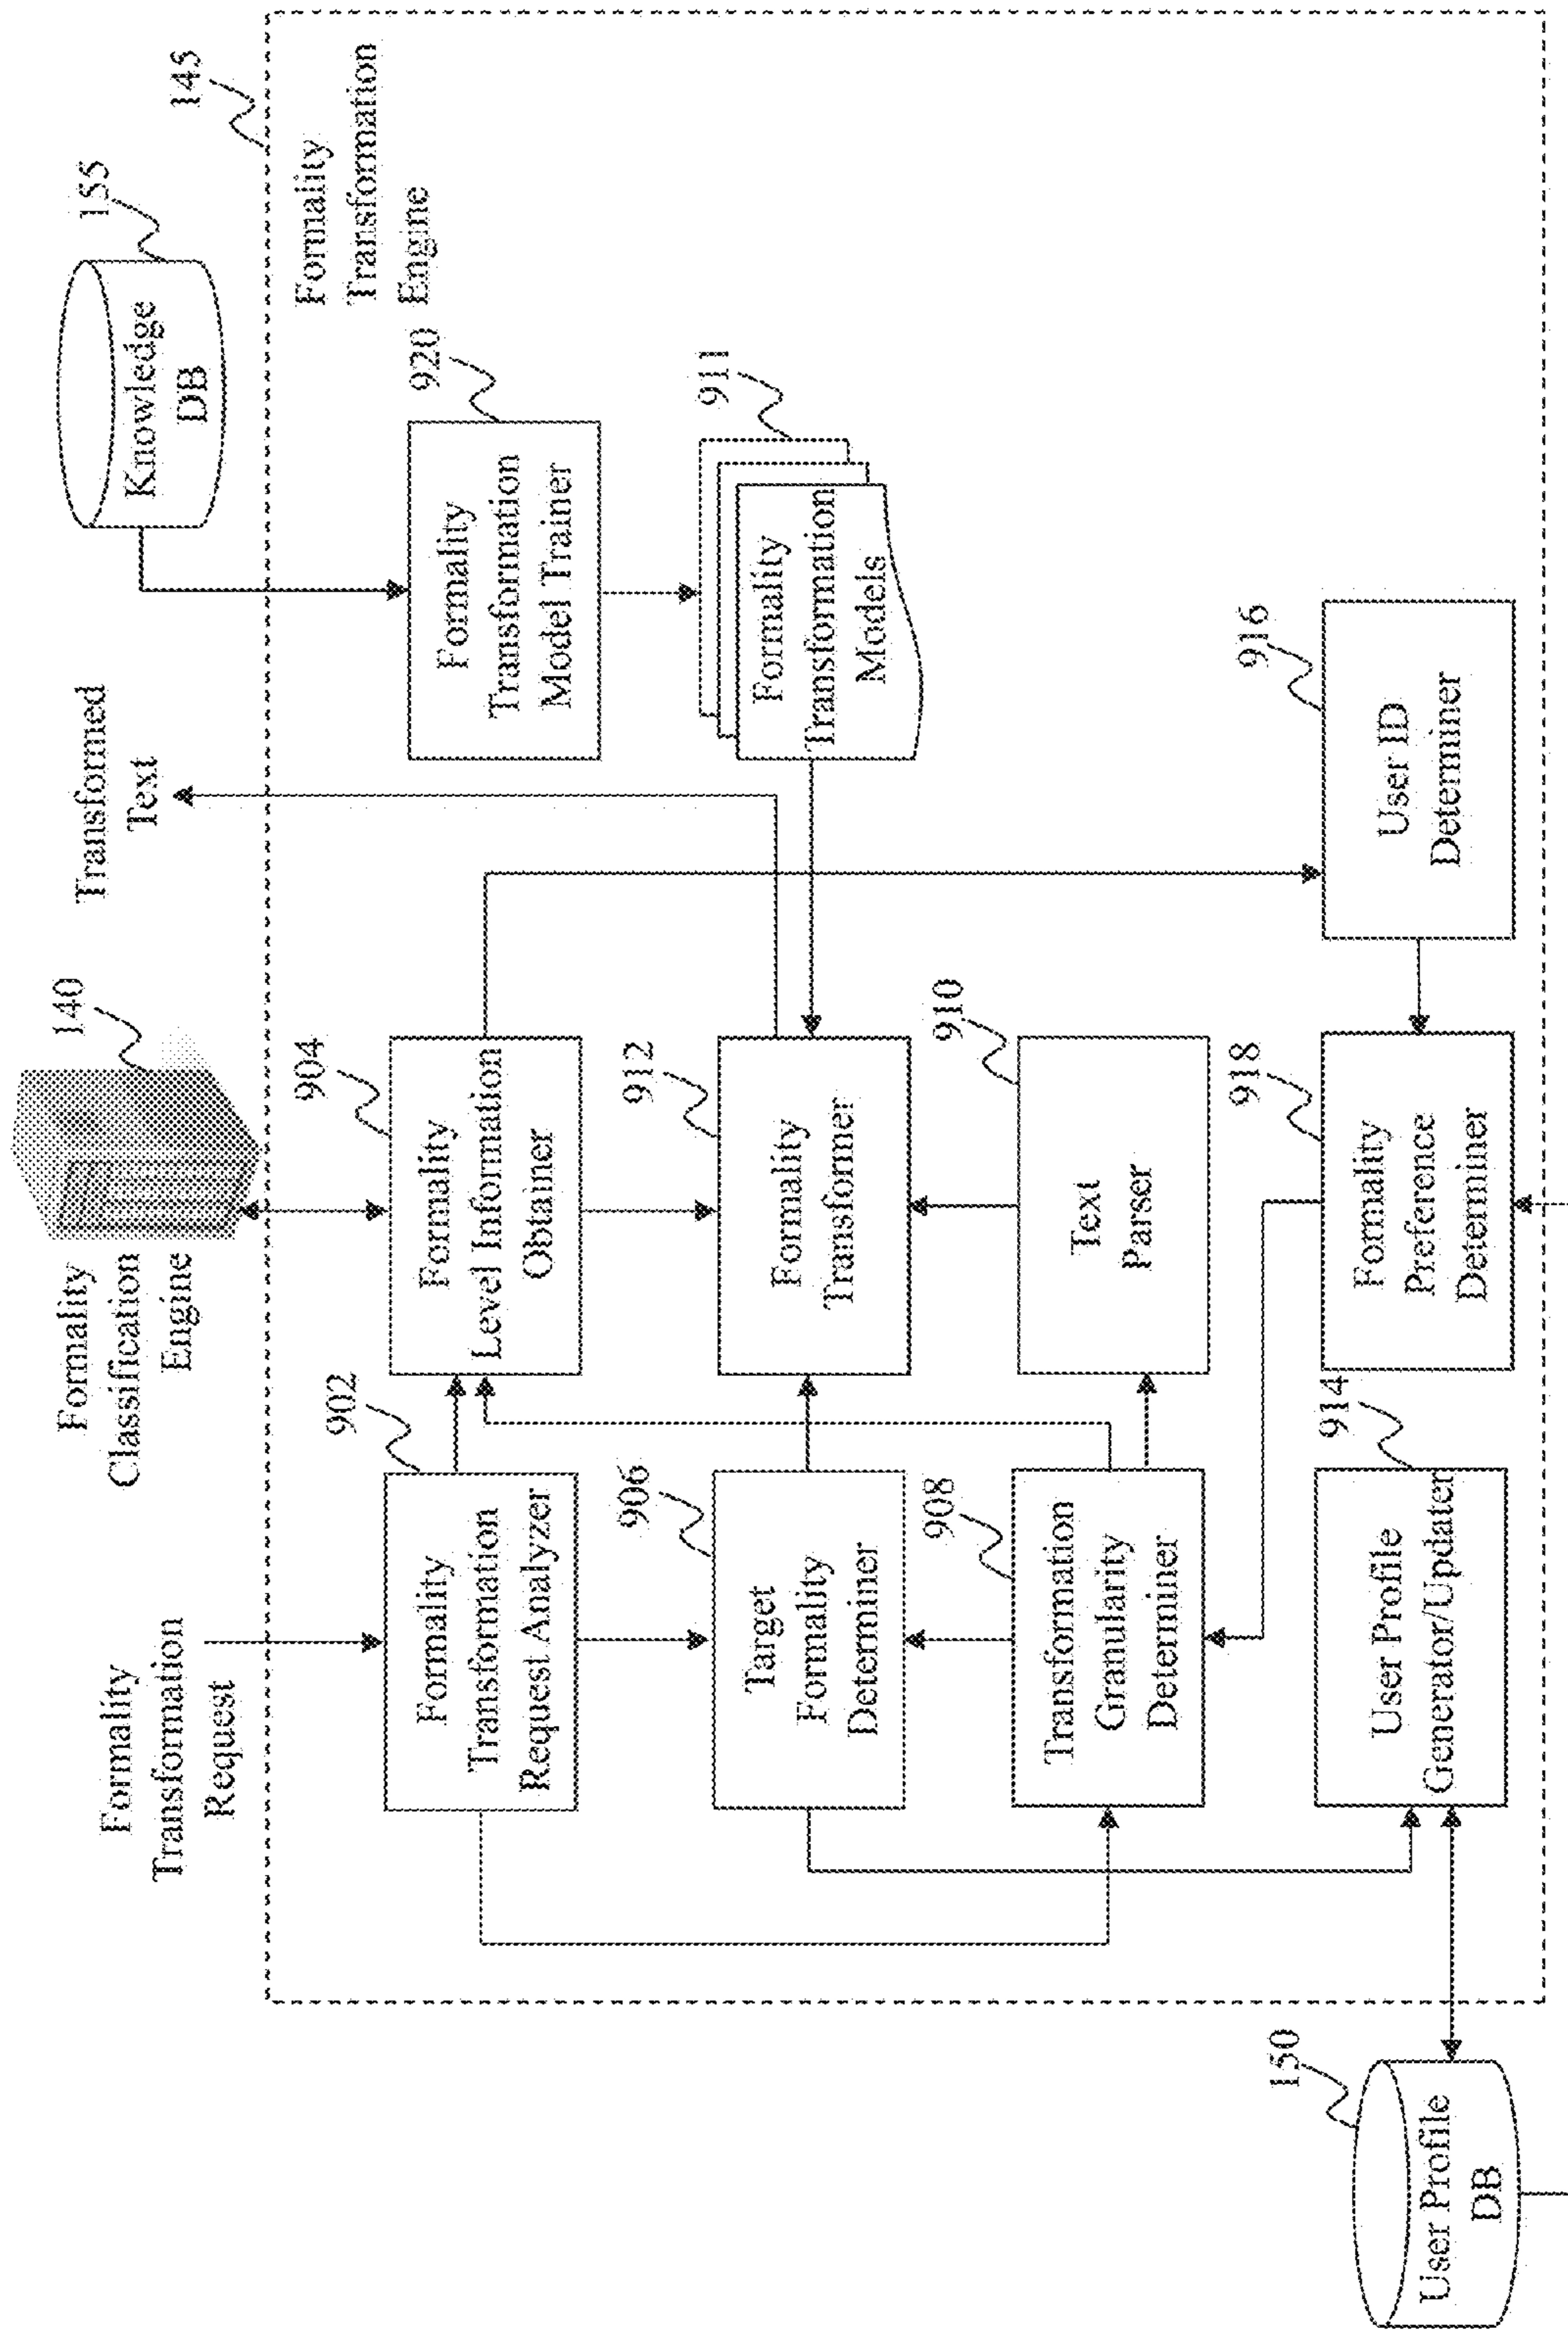 Formality
Transformation
Request
Formality
Classification
Engine
140
Transformed
Text
Knowledge
DB
155
145
Formality
Transformation
Engine
902
Formality
Transformation
Request Analyzer
904
Formality
Level Information
Obtainer
920
Formality
Transformation
Model Trainer
906
Target
Formality
Determiner
912
Formality
Transformer
911
Formality
Transformation
Models
908
Transformation
Granularity
Determiner
910
Text
Parser
914
User Profile
Generator/Updater
918
Formality
Preference
Determiner
916
User ID
Determiner
150
User Profile
DB